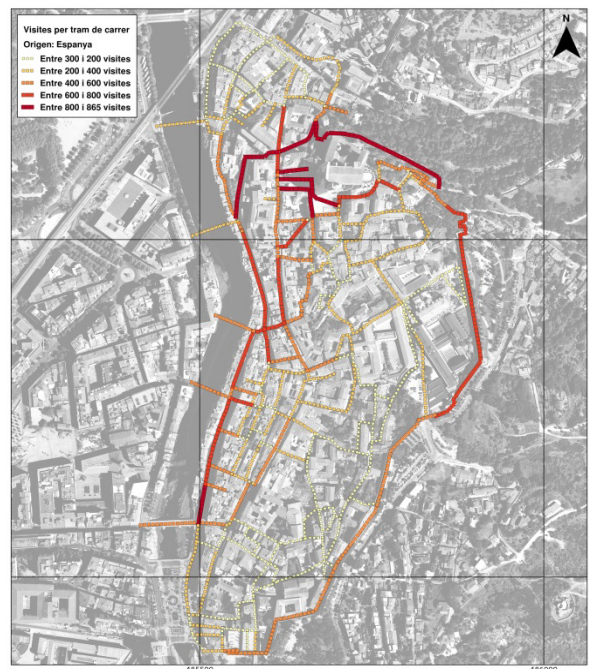 Visites per tram de carrer
Origen: Espanya
Entre 300 i 200 visites
Entre 200 i 400 visites
Entre 400 i 600 visites
Entre 600 i 800 visites
Entre 800 i 865 visites
N